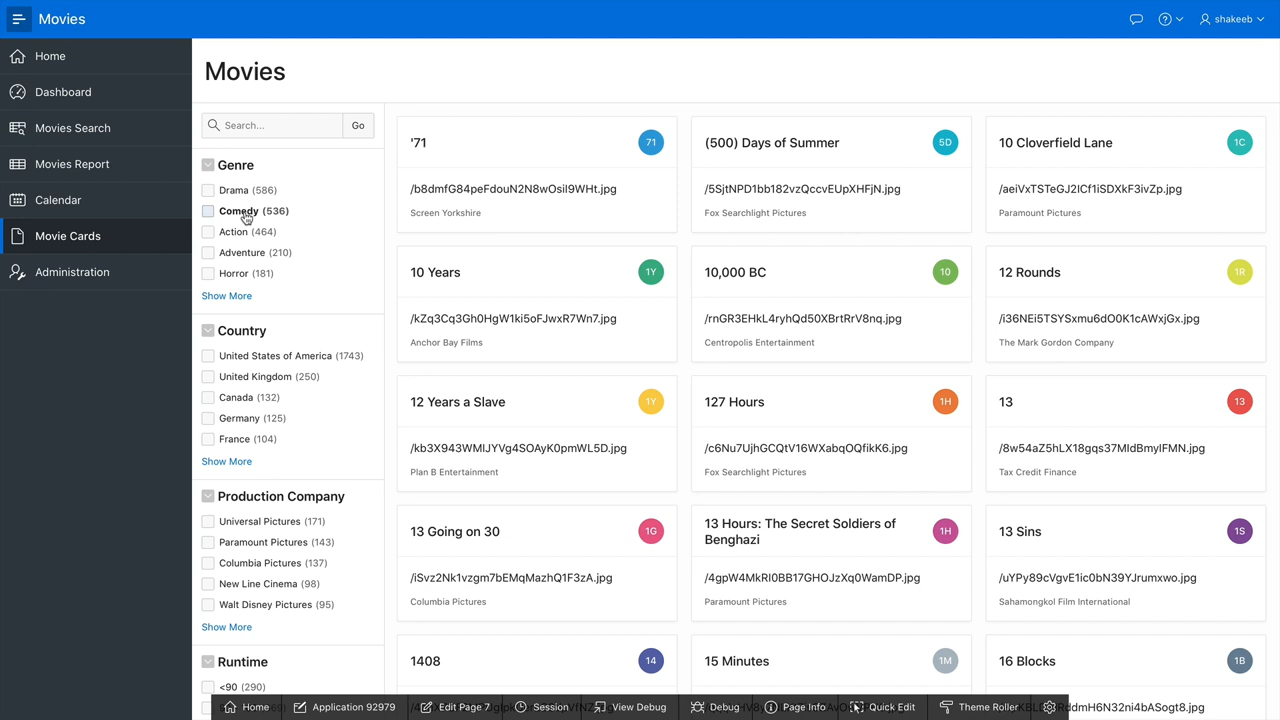 Movies
shakeeb
Home
Dashboard
Movies Search
Movies Report
Calendar
Movie Cards
Administration
Movies
Search...
Go
Genre
Drama (586)
Comedy (536)
Action (464)
Adventure (210)
Horror (181)
Show More
Country
United States of America (1743)
United Kingdom (250)
Canada (132)
Germany (125)
France (104)
Show More
Production Company
Universal Pictures (171)
Paramount Pictures (143)
Columbia Pictures (137)
New Line Cinema (98)
Walt Disney Pictures (95)
Show More
Runtime
<90 (290)
'71
71
/b8dmfG84peFdouN2N8wOsiI9WHt.jpg
Screen Yorkshire
(500) Days of Summer
5D
/5SjtNPD1bb182vzQccvEUpXHFjN.jpg
Fox Searchlight Pictures
10 Cloverfield Lane
1C
/aeiVxTSTeGJ2ICf1iSDXkF3ivZp.jpg
Paramount Pictures
10 Years
1Y
/kZq3Cq3Gh0HgW1ki5oFJwxR7Wn7.jpg
Anchor Bay Films
10,000 BC
10
/rnGR3EHkL4ryhQd50XBrtRrV8nq.jpg
Centropolis Entertainment
12 Rounds
1R
/i36NEi5TSYSxmu6dO0K1cAWxjGx.jpg
The Mark Gordon Company
12 Years a Slave
1Y
/kb3X943WMIJYVg4SOAyK0pmWL5D.jpg
Plan B Entertainment
127 Hours
1H
/c6Nu7UjhGCQtV16WXabqOQfikK6.jpg
Fox Searchlight Pictures
13
13
/8w54aZ5hLX18gqs37MIdBmyIFMN.jpg
Tax Credit Finance
13 Going on 30
1G
/iSvz2Nk1vzgm7bEMqMazhQ1F3zA.jpg
Columbia Pictures
13 Hours: The Secret Soldiers of
Benghazi
1H
/4gpW4MkRI0BB17GHOJzXq0WamDP.jpg
Paramount Pictures
13 Sins
1S
/uYPy89cVgvE1ic0bN39YJrumxwo.jpg
Sahamongkol Film International
1408
14
15 Minutes
1M
16 Blocks
1B
Home
Application 92979
Edit Page 7
Session
View Debug
Debug
Page Info
Quick Edit
Theme Roller